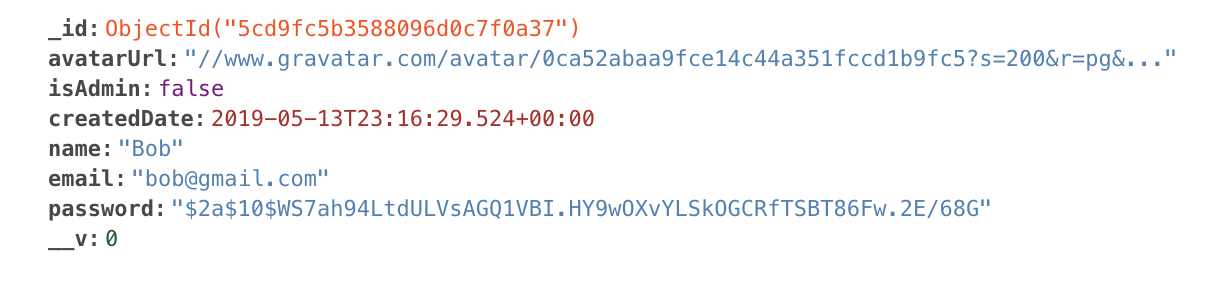 _id: ObjectId("5cd9fc5b3588096d0c7f0a37")
avatarUrl: "//www.gravatar.com/avatar/0ca52abaa9fce14c44a351fccd1b9fc5?s=200&r=pg&..."
isAdmin: false
createdDate: 2019-05-13T23:16:29.524+00:00
name: "Bob"
email: "bob@gmail.com"
password: "$2a$10$WS7ah94LtdULVsAGQ1VBI.HY9wOXvYLSkOGCRfTSBT86Fw.2E/68G"
__v: 0